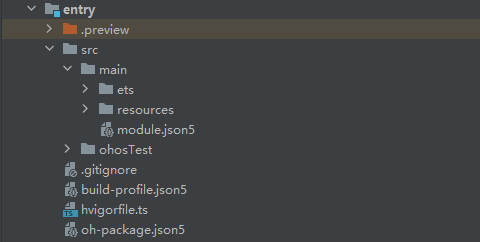 entry
.preview
src
main
ets
resources
module.json5
ohosTest
.gitignore
build-profile.json5
hvigorfile.ts
oh-package.json5